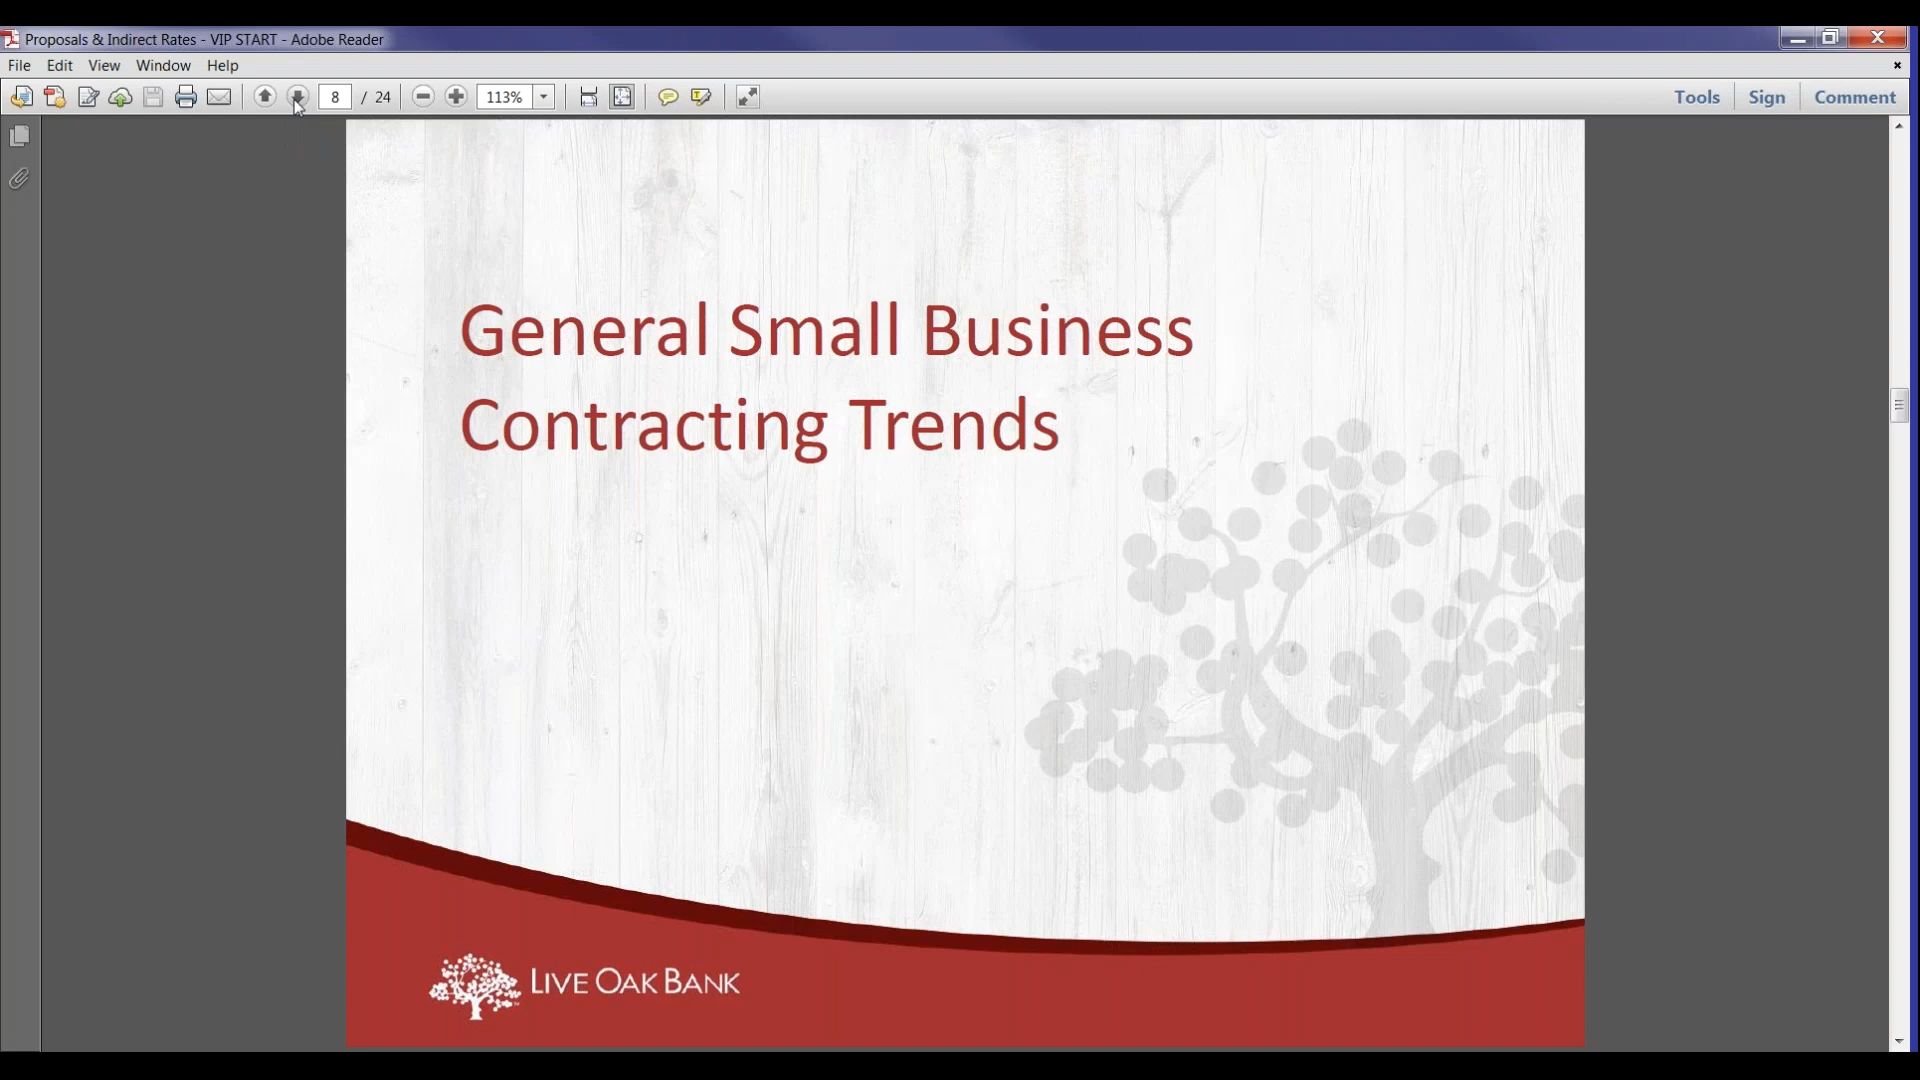 Proposals & Indirect Rates - VIP START - Adobe Reader
File Edit View Window Help
8 / 24 113% Tools Sign Comment
General Small Business
Contracting Trends
LIVE OAK BANK